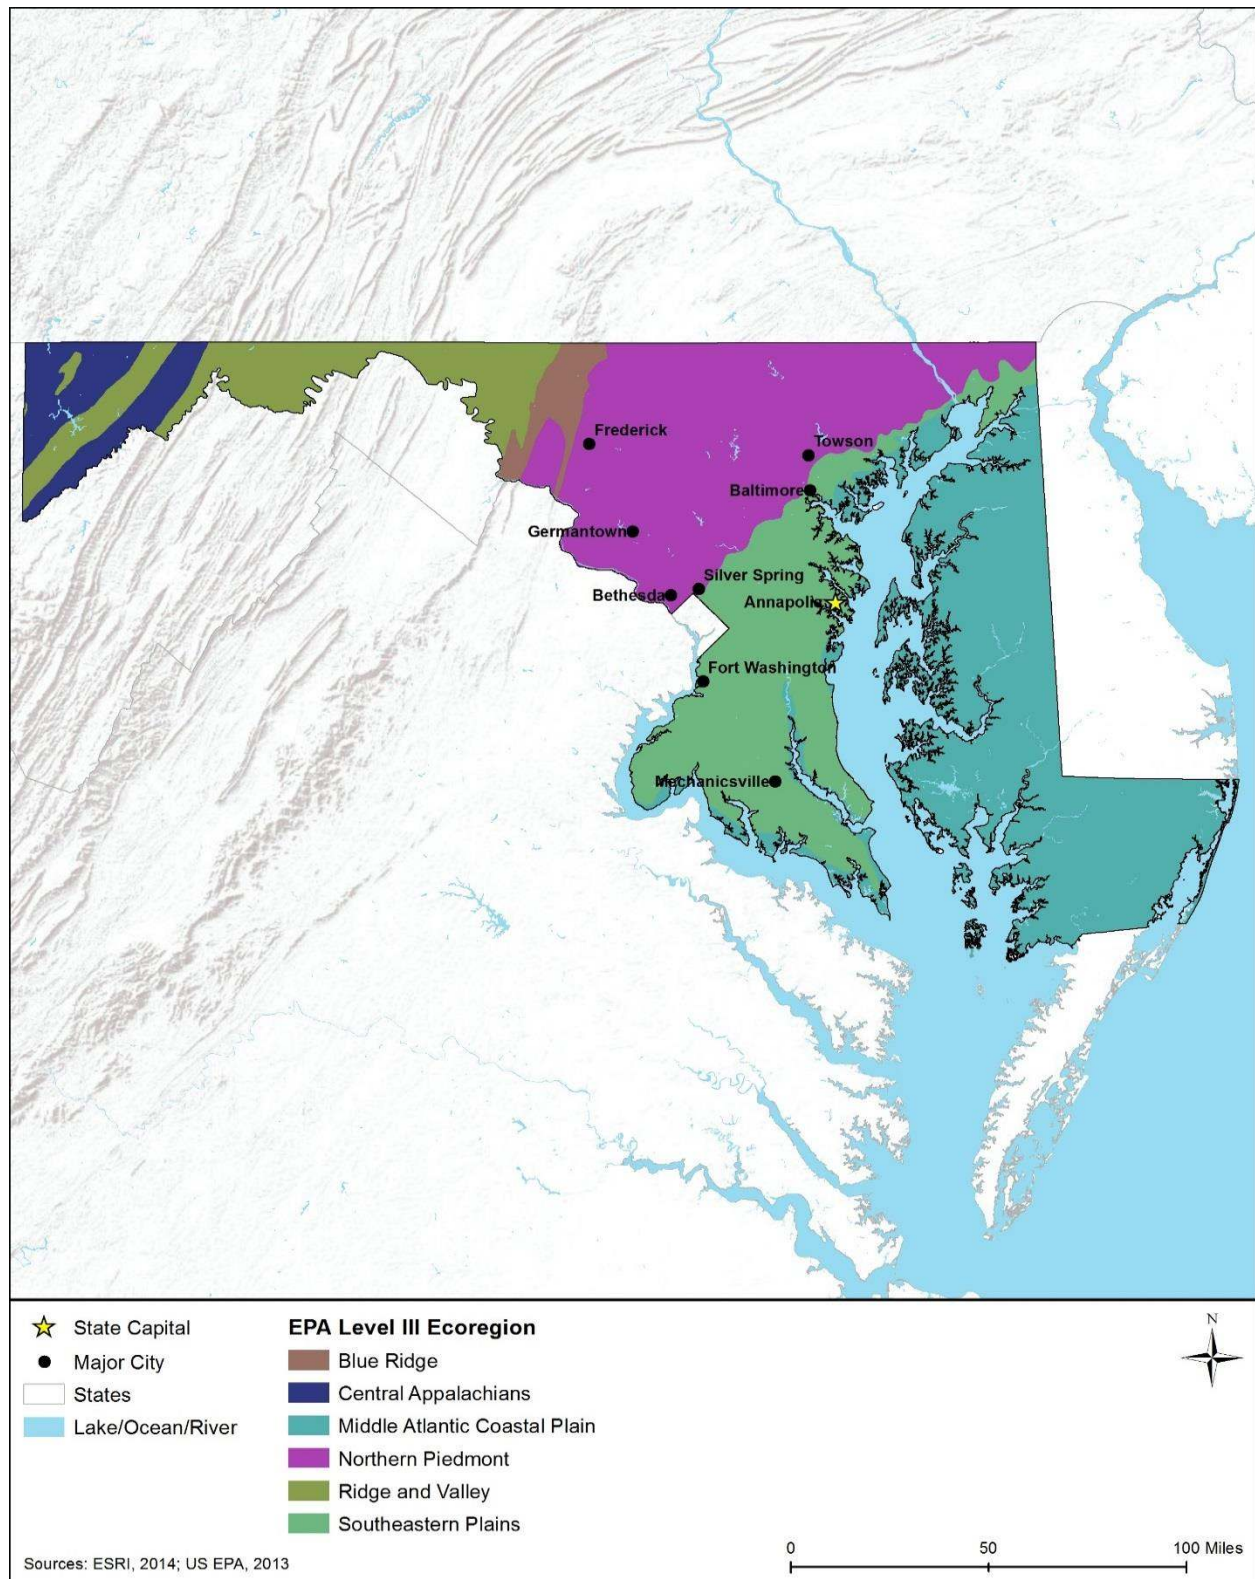 Frederick
Towson
Baltimore
Germantown
Silver Spring
Bethesda
Annapolis
Fort Washington
Mechanicsville
State Capital
Major City
States
Lake/Ocean/River
EPA Level III Ecoregion
Blue Ridge
Central Appalachians
Middle Atlantic Coastal Plain
Northern Piedmont
Ridge and Valley
Southeastern Plains
N
Sources: ESRI, 2014; US EPA, 2013
0 50 100 Miles